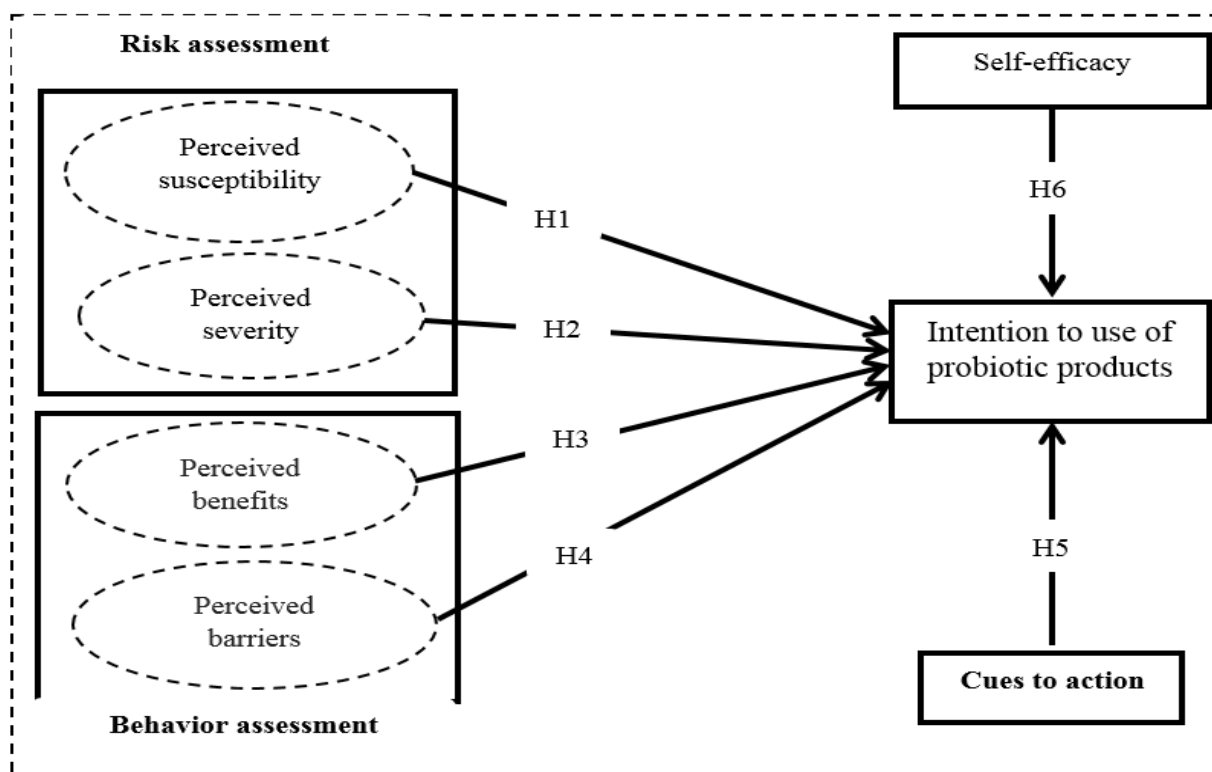 Risk assessment
Perceived
susceptibility
H1
Perceived
severity
H2
Perceived
benefits
H3
Perceived
barriers
H4
Behavior assessment
Self-efficacy
H6
Intention to use of
probiotic products
H5
Cues to action